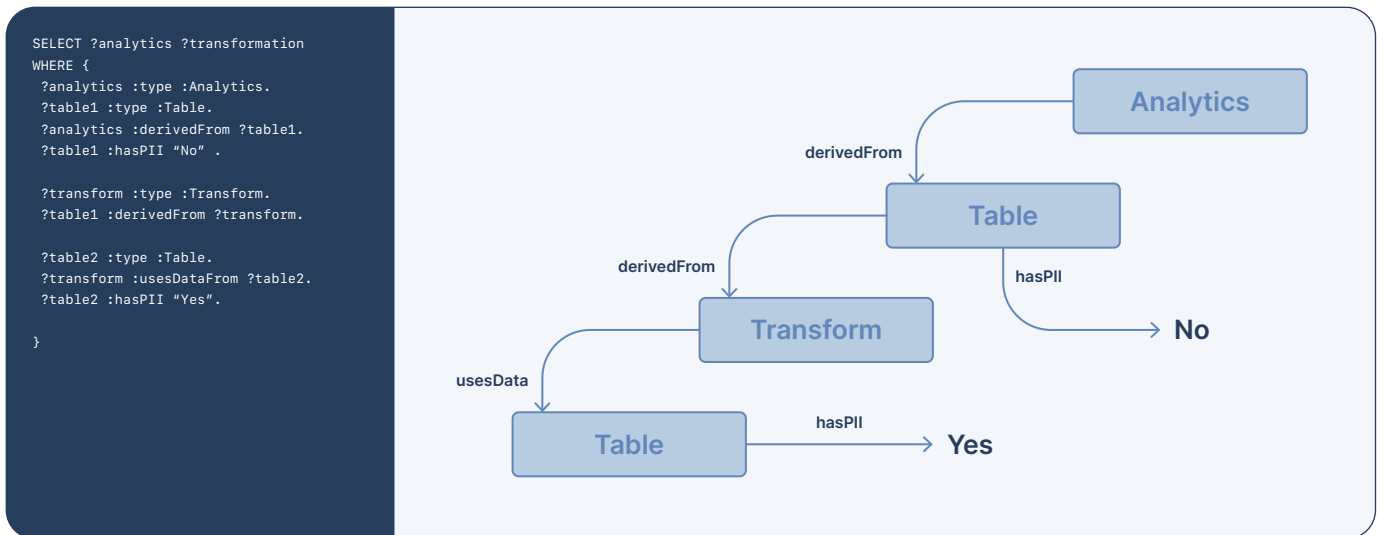 SELECT ?analytics ?transformation
WHERE {
?analytics :type :Analytics.
?table1 :type :Table.
?analytics :derivedFrom ?table1.
?table1 :hasPII “No” .
?transform :type :Transform.
?table1 :derivedFrom ?transform.
?table2 :type :Table.
?transform :usesDataFrom ?table2.
?table2 :hasPII “Yes”.
}
Analytics
derivedFrom
Table
derivedFrom
hasPII
Transform
No
usesData
hasPII
Table
Yes